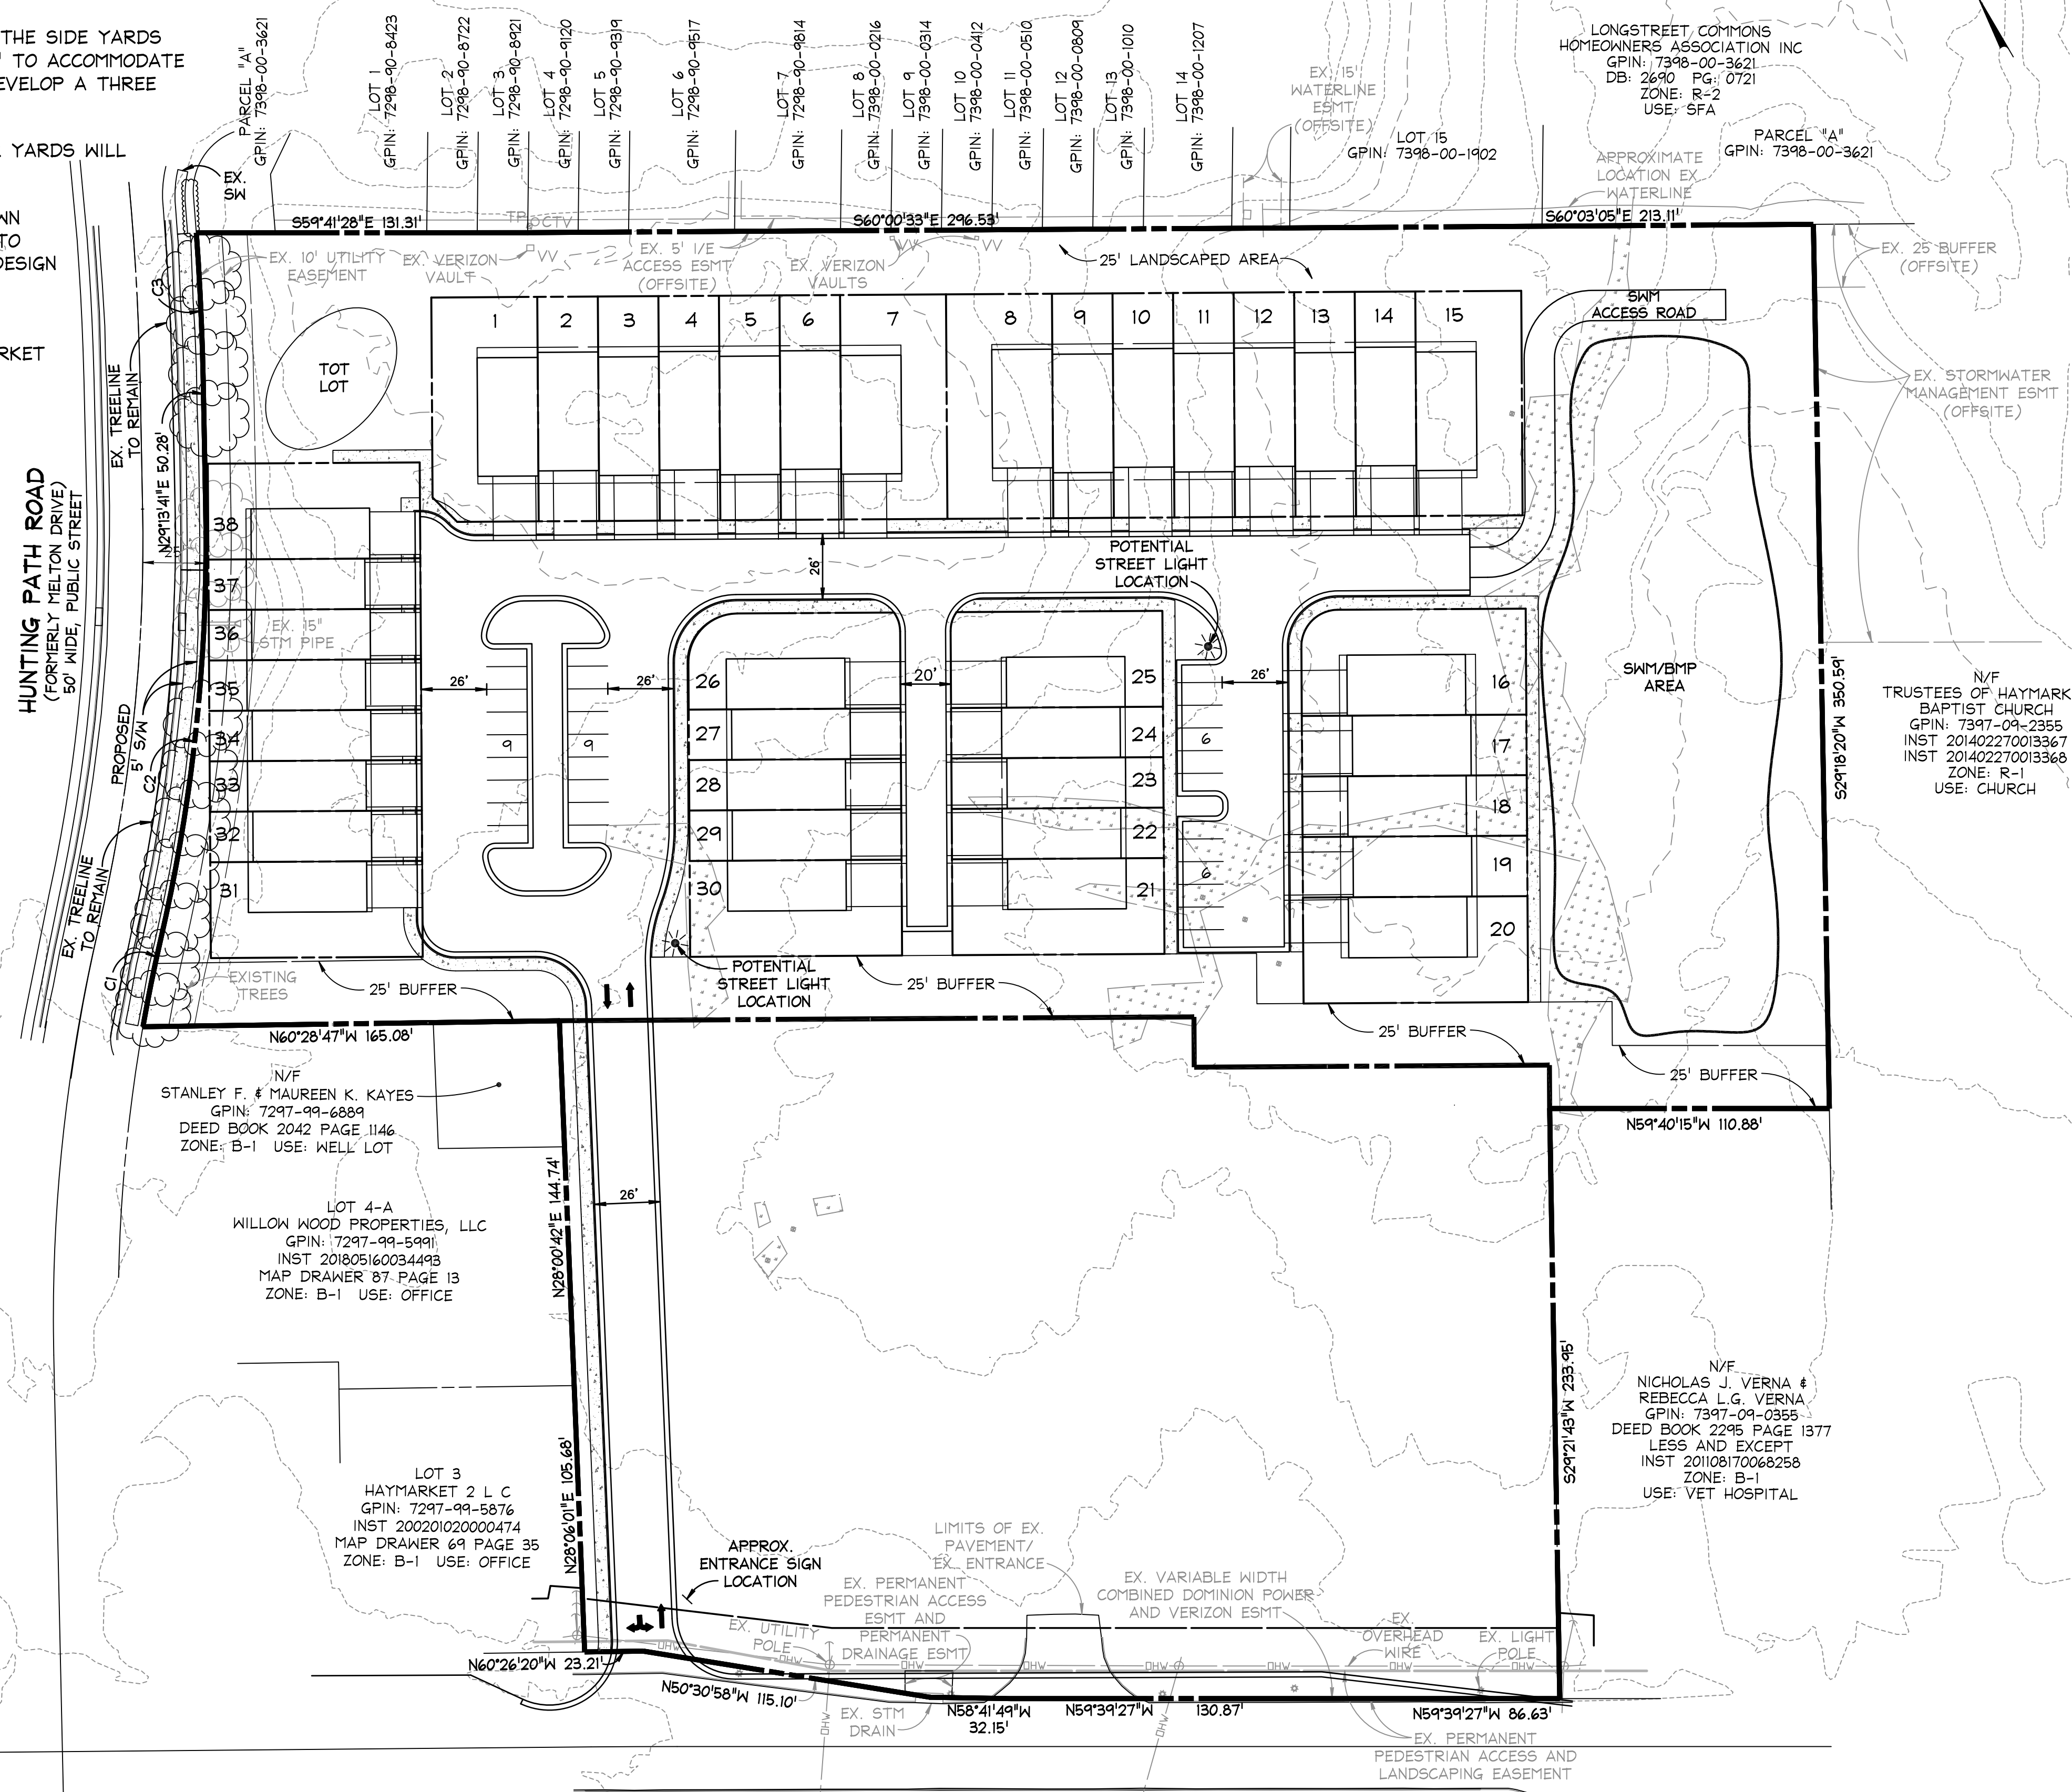 THE SIDE YARDS
TO ACCOMMODATE
EVELOP A THREE
YARDS WILL
WN
TO
DESIGN
RKET
PARCEL "A"
GPIN: 7398-00-3621
LOT 1
GPIN: 7298-90-8423
LOT 2
GPIN: 7298-90-8722
LOT 3
GPIN: 7298-90-8921
LOT 4
GPIN: 7298-90-9120
LOT 5
GPIN: 7298-90-9319
LOT 6
GPIN: 7298-90-9517
LOT 7
GPIN: 7298-90-9814
LOT 8
GPIN: 7398-00-0216
LOT 9
GPIN: 7398-00-0314
LOT 10
GPIN: 7398-00-0412
LOT 11
GPIN: 7398-00-0510
LOT 12
GPIN: 7398-00-0809
LOT 13
GPIN: 7398-00-1010
LOT 14
GPIN: 7398-00-1207
EX. 15'
WATERLINE
ESMT
(OFFSITE)
LOT 15
GPIN: 7398-00-1902
LONGSTREET COMMONS
HOMEOWNERS ASSOCIATION INC
GPIN: 7398-00-3621
DB: 2690 PG: 0721
ZONE: R-2
USE: SFA
PARCEL "A"
GPIN: 7398-00-3621
APPROXIMATE
LOCATION EX.
WATERLINE
EX.
SW
S59°41'28"E 131.31'
TP
CTV
S60°00'33"E 296.53'
S60°03'05"E 213.11'
EX. 10' UTILITY
EASEMENT
EX. VERIZON
VAULT
VV
EX. 5' I/E
ACCESS ESMT
(OFFSITE)
EX. VERIZON
VAULTS
VV
VV
25' LANDSCAPED AREA
EX. 25 BUFFER
(OFFSITE)
C3
SWM
ACCESS ROAD
1
2
3
4
5
6
7
8
9
10
11
12
13
14
15
TOT
LOT
EX. TREELINE
TO REMAIN
EX. STORMWATER
MANAGEMENT ESMT
(OFFSITE)
N29°13'41"E 50.28'
HUNTING PATH ROAD
(FORMERLY MELTON DRIVE)
50' WIDE, PUBLIC STREET
38
37
36
35
34
33
32
31
EX. 15"
STM PIPE
26'
POTENTIAL
STREET LIGHT
LOCATION
26'
26'
20'
26'
9
9
6
6
26
27
28
29
30
25
24
23
22
21
16
17
18
19
20
SWM/BMP
AREA
S29°18'20"W 350.59'
N/F
TRUSTEES OF HAYMARK
BAPTIST CHURCH
GPIN: 7397-09-2355
INST 201402270013367
INST 201402270013368
ZONE: R-1
USE: CHURCH
PROPOSED
5' S/W
C2
EX. TREELINE
TO REMAIN
C1
EXISTING
TREES
25' BUFFER
POTENTIAL
STREET LIGHT
LOCATION
25' BUFFER
25' BUFFER
25' BUFFER
N60°28'47"W 165.08'
N59°40'15"W 110.88'
N/F
STANLEY F. & MAUREEN K. KAYES
GPIN: 7297-99-6889
DEED BOOK 2042 PAGE 1146
ZONE: B-1 USE: WELL LOT
N28°00'42"E 144.74'
26'
LOT 4-A
WILLOW WOOD PROPERTIES, LLC
GPIN: 7297-99-5991
INST 201805160034493
MAP DRAWER 87 PAGE 13
ZONE: B-1 USE: OFFICE
S29°21'43"W 233.95'
N/F
NICHOLAS J. VERNA &
REBECCA L.G. VERNA
GPIN: 7397-09-0355
DEED BOOK 2295 PAGE 1377
LESS AND EXCEPT
INST 201108170068258
ZONE: B-1
USE: VET HOSPITAL
N28°06'01"E 105.68'
LOT 3
HAYMARKET 2 L C
GPIN: 7297-99-5876
INST 200201020000474
MAP DRAWER 69 PAGE 35
ZONE: B-1 USE: OFFICE
APPROX.
ENTRANCE SIGN
LOCATION
LIMITS OF EX.
PAVEMENT/
EX. ENTRANCE
EX. PERMANENT
PEDESTRIAN ACCESS
ESMT AND
PERMANENT
DRAINAGE ESMT
EX. VARIABLE WIDTH
COMBINED DOMINION POWER
AND VERIZON ESMT
EX. UTILITY
POLE
EX.
OVERHEAD
WIRE
EX. LIGHT
POLE
OHW
OHW
OHW
OHW
OHW
OHW
OHW
OHW
N60°26'20"W 23.21'
N50°30'58"W 115.10'
EX. STM
DRAIN
N58°41'49"W
32.15'
N59°39'27"W 130.87'
N59°39'27"W 86.63'
OHW
OHW
EX. PERMANENT
PEDESTRIAN ACCESS AND
LANDSCAPING EASEMENT